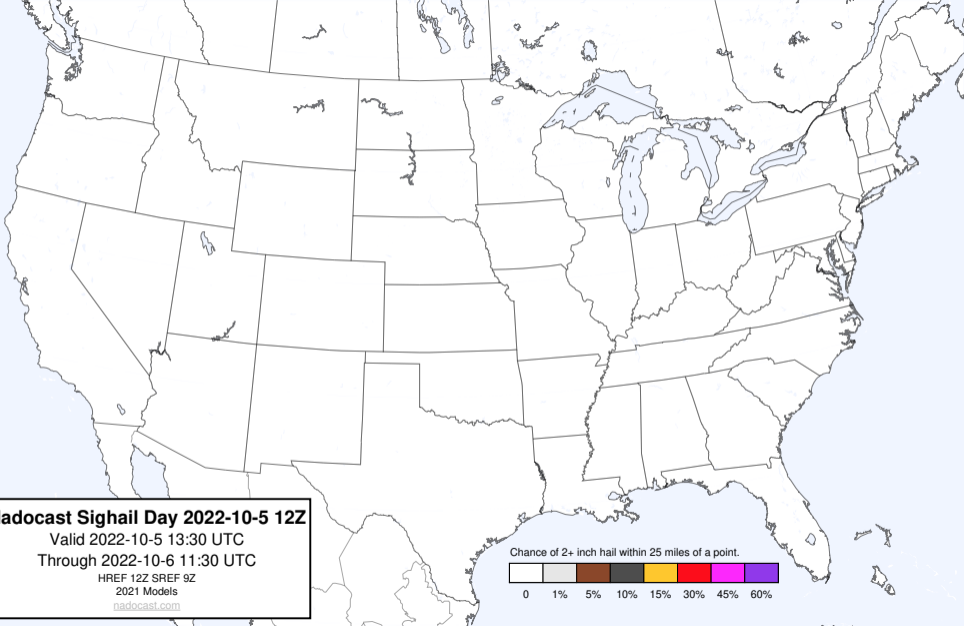 adocast Sighail Day 2022-10-5 12Z
Valid 2022-10-5 13:30 UTC
Through 2022-10-6 11:30 UTC
HREF 12Z SREF 9Z
2021 Models
nadocast.com
Chance of 2+ inch hail within 25 miles of a point.
0 1% 5% 10% 15% 30% 45% 60%